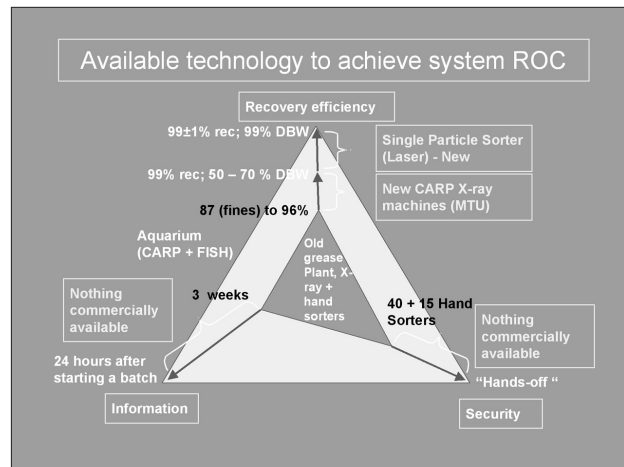 Available technology to achieve system ROC
Recovery efficiency
99±1% rec; 99% DBW
Single Particle Sorter
(Laser) - New
99% rec; 50 – 70 % DBW
New CARP X-ray
machines (MTU)
87 (fines) to 96%
Aquarium
(CARP + FISH)
Old
grease
Plant, X-
ray +
hand
sorters
3 weeks
40 + 15 Hand
Sorters
Nothing
commercially
available
Nothing
commercially
available
24 hours after
starting a batch
“Hands-off “
Information
Security